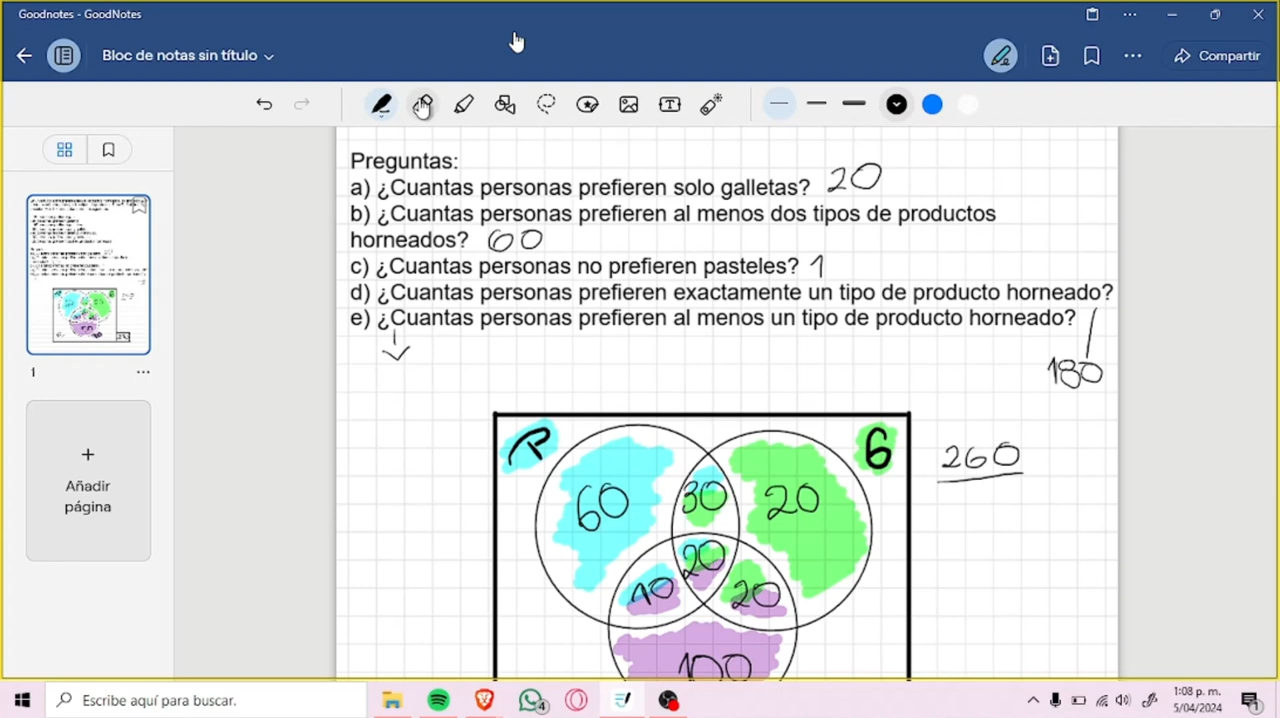 Goodnotes - GoodNotes
Bloc de notas sin título
Compartir
Preguntas:
a) ¿Cuantas personas prefieren solo galletas? 20
b) ¿Cuantas personas prefieren al menos dos tipos de productos
horneados? 60
c) ¿Cuantas personas no prefieren pasteles? 1
d) ¿Cuantas personas prefieren exactamente un tipo de producto horneado?
e) ¿Cuantas personas prefieren al menos un tipo de producto horneado?
180
P
G
260
60
30
20
20
10
20
100
1
Añadir
página
Escribe aquí para buscar.
4
1:08 p. m.
5/04/2024
1